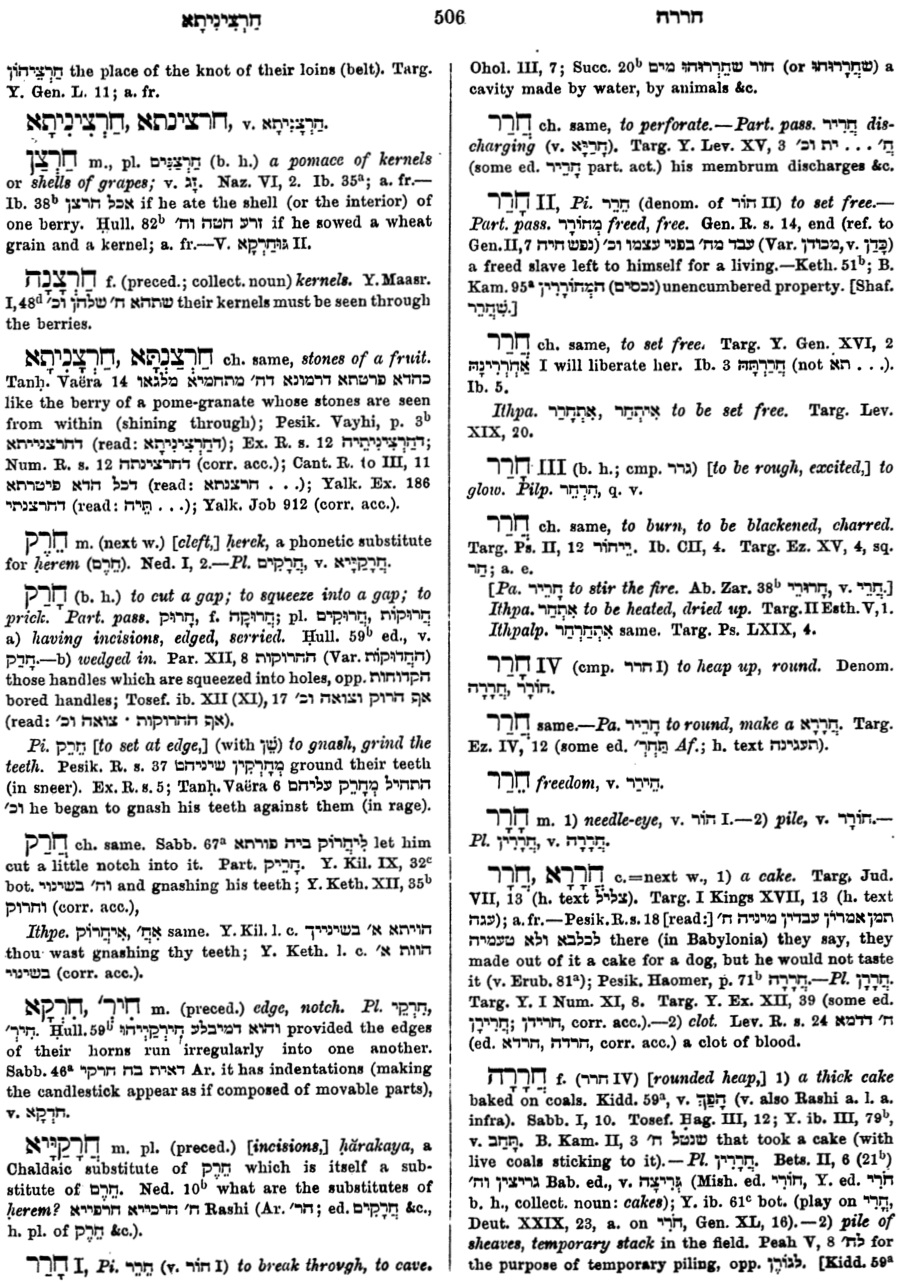 חַרְצִינִיתָא
506
חררה
חַרְצֵיהוֹן the place of the knot of their loins (belt). Targ.
Y. Gen. L. 11; a. fr.
חַרְצִינִיתָא, חרצינתא, v. חַרְצָנִיתָא.
חַרְצַן m., pl. חַרְצַנִּים (b. h.) a pomace of kernels
or shells of grapes; v. זָג. Naz. VI, 2. Ib. 35ᵃ; a. fr.—
Ib. 38ᵇ אכל חרצן if he ate the shell (or the interior) of
one berry. Ḥull. 82ᵇ זרע חטה וח׳ if he sowed a wheat
grain and a kernel; a. fr.—V. גּוּחַרְקָא II.
חַרְצַנָּה f. (preced.; collect. noun) kernels. Y. Maasr.
I, 48ᵈ שתהא ח׳ שלהן וכ׳ their kernels must be seen through
the berries.
חַרְצַנְתָּא, חַרְצָנִיתָא ch. same, stones of a fruit.
Tanḥ. Vaëra 14 כהדא פרטתא דרמונא דח׳ מתחמיא מלגאו
like the berry of a pome-granate whose stones are seen
from within (shining through); Pesik. Vayhi, p. 3ᵇ
דחרצנייתא (read: דְחַרְצִינִיתָא); Ex. R. s. 12 דְחַרְצִינִיתֵיהּ;
Num. R. s. 12 דחרצינתה (corr. acc.); Cant. R. to III, 11
דכל הדא פיטרתא (read: חרצנתא . . .); Yalk. Ex. 186
דחרצנתי (read: תֵּיהּ . . .); Yalk. Job 912 (corr. acc.).
חֵרֶק m. (next w.) [cleft,] ḥerek, a phonetic substitute
for ḥerem (חֵרֶם). Ned. I, 2.—Pl. חֲרָקִים, v. חֲרָקַיָּא.
חָרַק (b. h.) to cut a gap; to squeeze into a gap; to
prick. Part. pass. חָרוּק, f. חֲרוּקָה; pl. חֲרוּקִים, חֲרוּקוֹת
a) having incisions, edged, serried. Ḥull. 59ᵇ ed., v.
חָדַק.—b) wedged in. Par. XII, 8 החרוקות (Var. הַחֲדוּקוֹת)
those handles which are squeezed into holes, opp. הקדוחות
bored handles; Tosef. ib. XII (XI), 17 אף הרוק וצואה וכ׳
(read: אף החרוקות · צואה וכ׳).
Pi. חֵרֵק [to set at edge,] (with שֵׁן) to gnash, grind the
teeth. Pesik. R. s. 37 מְחָרְקִין שיניהם ground their teeth
(in sneer). Ex. R. s. 5; Tanḥ. Vaëra 6 התחיל מְחָרֵק עליהם
וכ׳ he began to gnash his teeth against them (in rage).
חֲרַק ch. same. Sabb. 67ᵃ לִיחֲרוֹק ביה פורתא let him
cut a little notch into it. Part. חָרֵיק. Y. Kil. IX, 32ᶜ
bot. וח׳ בשינוי and gnashing his teeth; Y. Keth. XII, 35ᵇ
וחרוק (corr. acc.),
Ithpe. אִיחֲרוֹק, אֲחִ׳ same. Y. Kil. l. c. הויתא א׳ בשינייך
thou wast gnashing thy teeth; Y. Keth. l. c. הוות א׳
בשינוי (corr. acc.).
חִרְקָא, חִיר׳ m. (preced.) edge, notch. Pl. חִרְקֵי,
חִיר׳. Ḥull. 59ᵇ והוא דמיבלע חִירְקַיְיהוּ provided the edges
of their horns run irregularly into one another.
Sabb. 46ᵃ דאית בה חרקי Ar. it has indentations (making
the candlestick appear as if composed of movable parts),
v. חִדְקָא.
חֲרָקַיָּא m. pl. (preced.) [incisions,] ḥărakaya, a
Chaldaic substitute of חֵרֶק which is itself a sub-
stitute of חֵרֶם. Ned. 10ᵇ what are the substitutes of
ḥerem? ח׳ הרכייא חרפייא Rashi (Ar. הר׳; ed. חֲרָקִים &c.,
h. pl. of חֵרֶק &c.).
חָרַר I, Pi. חֵרֵר (v. חוֹר I) to break through, to cave.
Ohol. III, 7; Succ. 20ᵇ חור שחֵרְרוּהוּ מים (or שֶׁחֲרָרוּהוּ) a
cavity made by water, by animals &c.
חֲרַר ch. same, to perforate.—Part. pass. חֲרִיר dis-
charging (v. חֲרַיָּא). Targ. Y. Lev. XV, 3 ח׳ . . . ית וכ׳
(some ed. חָרֵיר part. act.) his membrum discharges &c.
חָרַר II, Pi. חֵרֵר (denom. of חוֹר II) to set free.—
Part. pass. מְחוֹרָר freed, free. Gen. R. s. 14, end (ref. to
Gen. II, 7 נפש חיה) עבד מח׳ בפני עצמו וכ׳ (Var. מכודן, v. כָּדַן)
a freed slave left to himself for a living.—Keth. 51ᵇ; B.
Kam. 95ᵃ (נכסים) הַמְחוֹרָרִין unencumbered property. [Shaf.
שִׁחְרֵר.]
חֲרַר ch. same, to set free. Targ. Y. Gen. XVI, 2
אֲחָרְרִינָהּ I will liberate her. Ib. 3 חֲרַרְתָּהּ (not תא . . .).
Ib. 5.
Ithpa. אִתְחָרַר, אִיתְּחַר to be set free. Targ. Lev.
XIX, 20.
חָרַר III (b. h.; cmp. גרר) [to be rough, excited,] to
glow. Pilp. חִרְחֵר, q. v.
חֲרַר ch. same, to burn, to be blackened, charred.
Targ. Ps. II, 12 יֵיחוֹר. Ib. CII, 4. Targ. Ez. XV, 4, sq.
חַר; a. e.
[Pa. חָרֵיר to stir the fire. Ab. Zar. 38ᵇ חָרוּרֵי, v. חֲרֵי.]
Ithpa. אִתְחַר to be heated, dried up. Targ. II Esth. V, 1.
Ithpalp. אִתְחַרְחַר same. Targ. Ps. LXIX, 4.
חָרַר IV (cmp. חרר I) to heap up, round. Denom.
חוֹרָר, חֲרָרָה.
חֲרַר same.—Pa. חָרֵיר to round, make a חֲרָרָא. Targ.
Ez. IV, 12 (some ed. תַּחְר׳ Af.; h. text תעגינה).
חֵרַר freedom, v. הֵירַר.
חָרָר m. 1) needle-eye, v. חוֹר I.—2) pile, v. חוֹרָר.—
Pl. חֲרָרִין, v. חֲרָרָה.
חֲרָרָא, חֲרָר c.=next w., 1) a cake. Targ. Jud.
VII, 13 (h. text צליל). Targ. I Kings XVII, 13 (h. text
עגה); a. fr.—Pesik. R. s. 18 [read:] תמן אמרין עבדין מיניה ח׳
לכלבא ולא טעמיה there (in Babylonia) they say, they
made out of it a cake for a dog, but he would not taste
it (v. Erub. 81ᵃ); Pesik. Haomer, p. 71ᵇ חֲרָרָה.—Pl. חֲרָרָן.
Targ. Y. I Num. XI, 8. Targ. Y. Ex. XII, 39 (some ed.
חרידן; חֲרִירָן, corr. acc.).—2) clot. Lev. R. s. 24 ח׳ דדמא
(ed. חרדה, חרדא, corr. acc.) a clot of blood.
חֲרָרָה f. (חרר IV) [rounded heap,] 1) a thick cake
baked on coals. Kidd. 59ᵃ, v. הָפַךְ (v. also Rashi a. l. a.
infra). Sabb. I, 10. Tosef. Ḥag. III, 12; Y. ib. III, 79ᵇ,
v. תָּחַב. B. Kam. II, 3 שנטל ח׳ that took a cake (with
live coals sticking to it).—Pl. חֲרָרִין. Bets. II, 6 (21ᵇ)
גריצין וח׳ Bab. ed., v. גְּרִיצָה (Mish. ed. חוֹרִי, Y. ed. חֹרִי
b. h., collect. noun: cakes); Y. ib. 61ᶜ bot. (play on חֲרִי,
Deut. XXIX, 23, a. on חֹרִי, Gen. XL, 16).—2) pile of
sheaves, temporary stack in the field. Peah V, 8 לח׳ for
the purpose of temporary piling, opp. לגורן. [Kidd. 59ᵃ